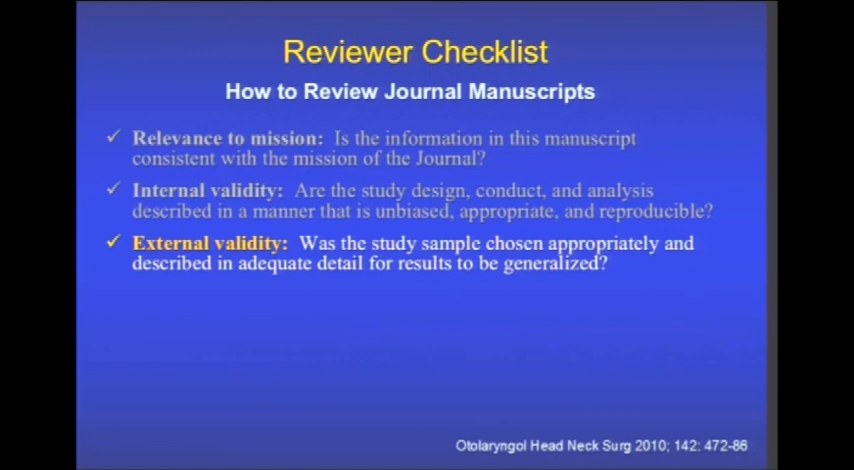 Reviewer Checklist
How to Review Journal Manuscripts
✓ Relevance to mission: Is the information in this manuscript
consistent with the mission of the Journal?
✓ Internal validity: Are the study design, conduct, and analysis
described in a manner that is unbiased, appropriate, and reproducible?
✓ External validity: Was the study sample chosen appropriately and
described in adequate detail for results to be generalized?
Otolaryngol Head Neck Surg 2010; 142: 472-86